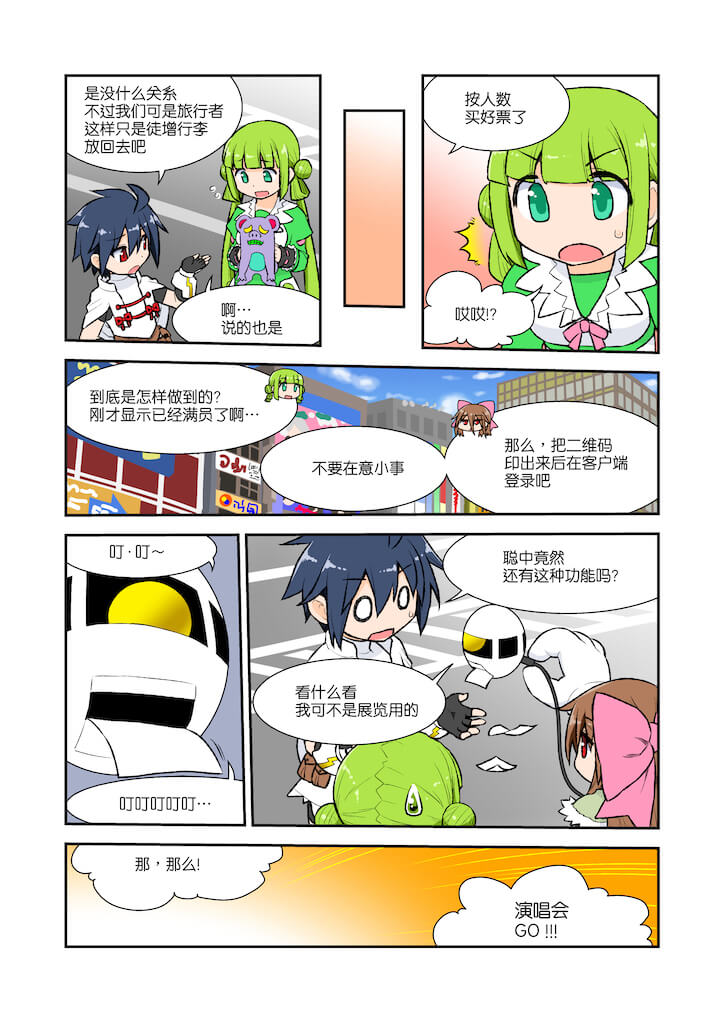 是没什么关系
不过我们可是旅行者
这样只是徒增行李
放回去吧
啊…
说的也是
按人数
买好票了
哎哎!?
到底是怎样做到的?
刚才显示已经满员了啊…
不要在意小事
那么，把二维码
印出来后在客户端
登录吧
叮·叮～
叮叮叮叮叮…
聪中竟然
还有这种功能吗?
看什么看
我可不是展览用的
那，那么!
演唱会
GO !!!